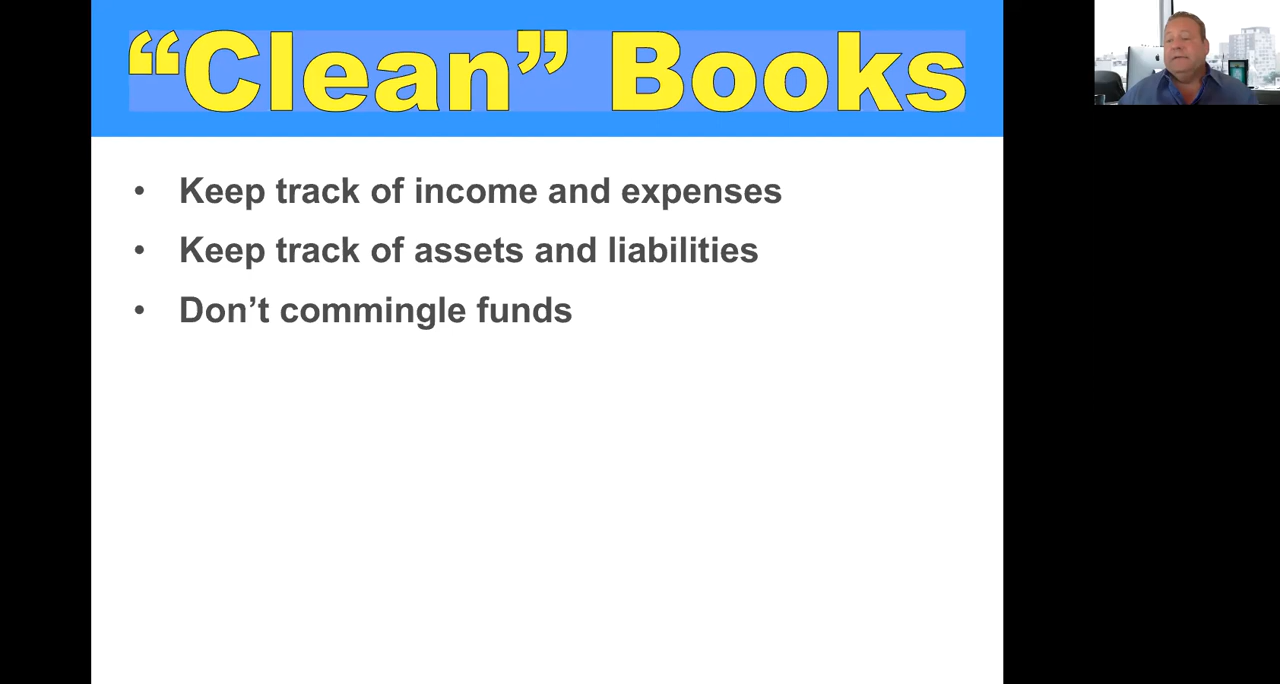 “Clean” Books
• Keep track of income and expenses
• Keep track of assets and liabilities
• Don’t commingle funds